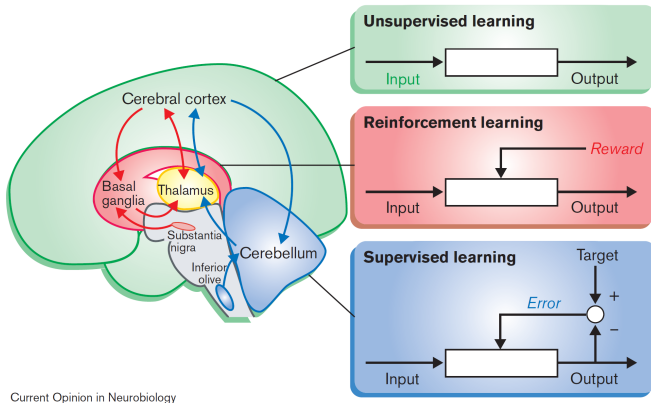 Unsupervised learning
Input
Output
Cerebral cortex
Reinforcement learning
Reward
Input
Output
Basal
ganglia
Thalamus
Substantia
nigra
Inferior
olive
Cerebellum
Supervised learning
Target
Error
+
−
Input
Output
Current Opinion in Neurobiology